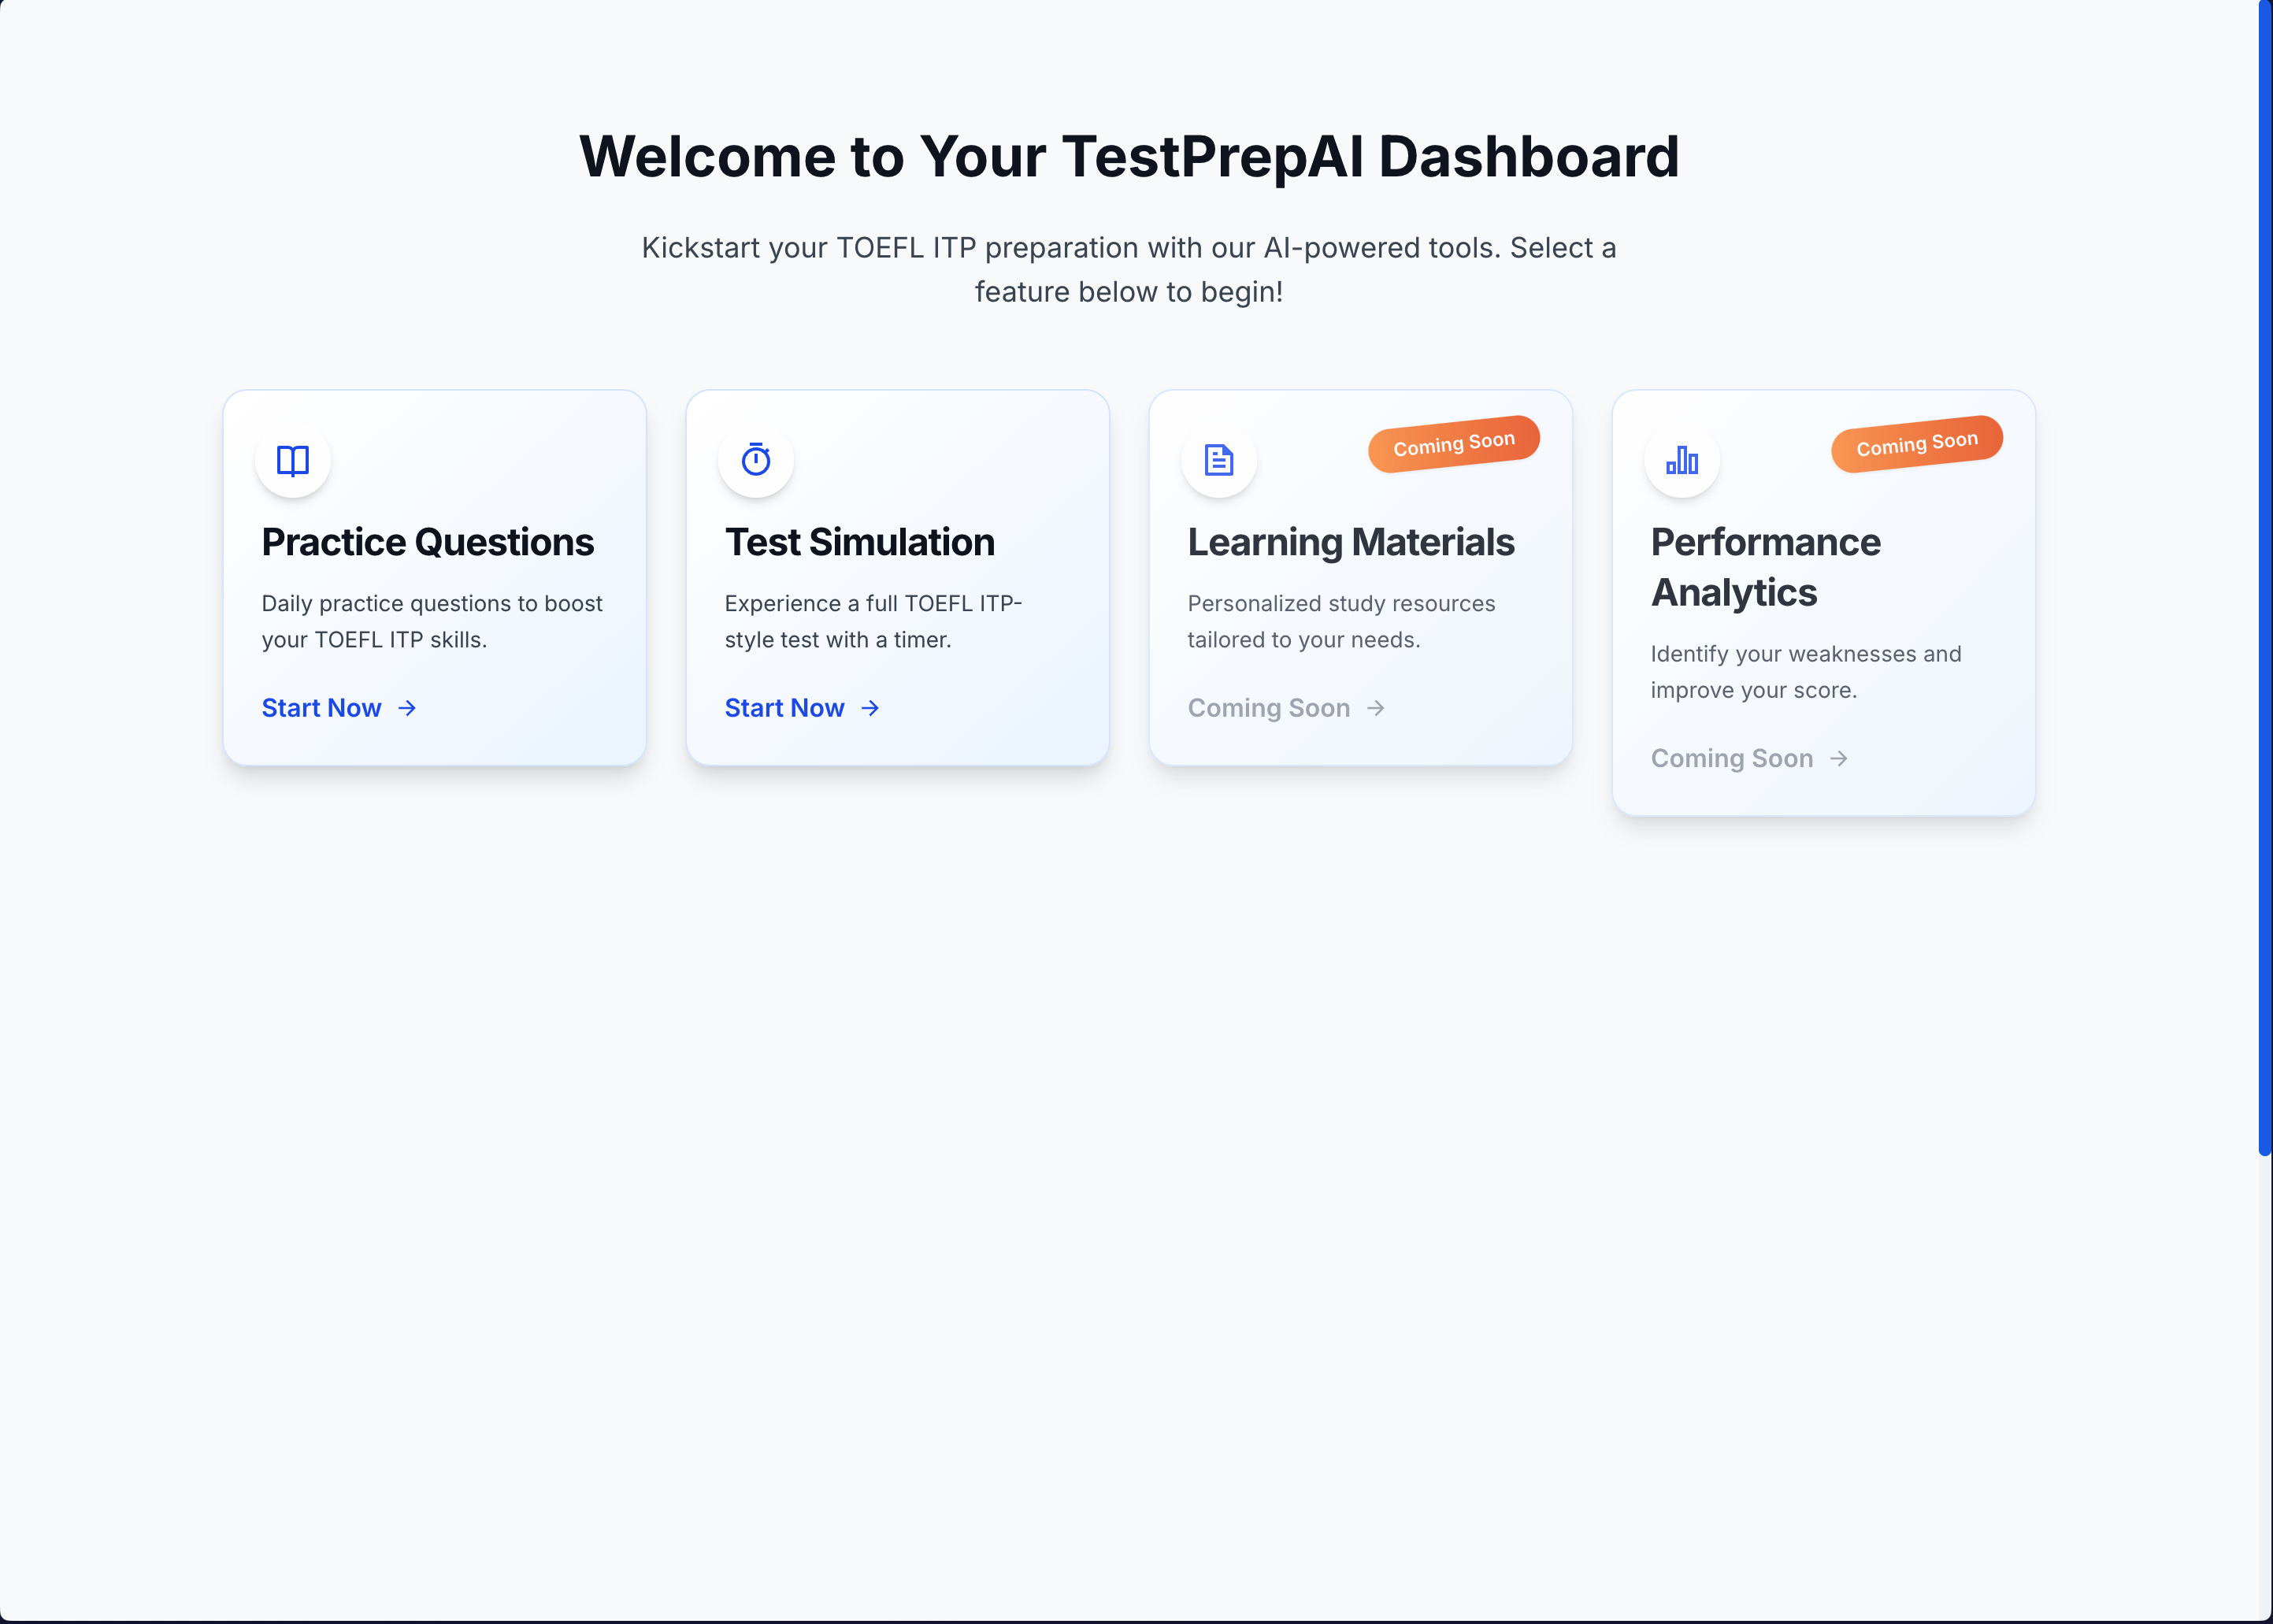 Welcome to Your TestPrepAI Dashboard
Kickstart your TOEFL ITP preparation with our AI-powered tools. Select a
feature below to begin!
Practice Questions
Daily practice questions to boost
your TOEFL ITP skills.
Start Now
Test Simulation
Experience a full TOEFL ITP-
style test with a timer.
Start Now
Coming Soon
Learning Materials
Personalized study resources
tailored to your needs.
Coming Soon
Coming Soon
Performance
Analytics
Identify your weaknesses and
improve your score.
Coming Soon